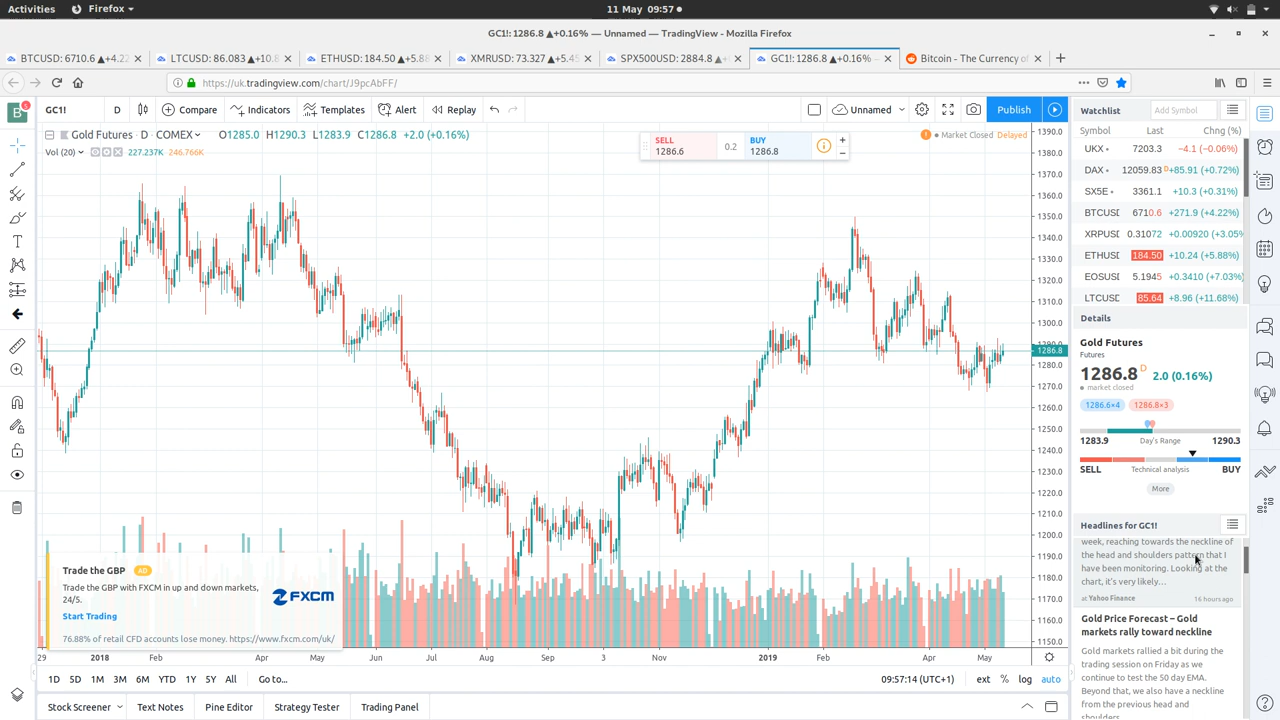 Activities
Firefox
11 May 09:57
GC1!: 1286.8 ▲+0.16% — Unnamed — TradingView - Mozilla Firefox
BTCUSD: 6710.6 ▲+4.22
LTCUSD: 86.083 ▲+10.8
ETHUSD: 184.50 ▲+5.88
XMRUSD: 73.327 ▲+5.45
SPX500USD: 2884.8 ▲+
GC1!: 1286.8 ▲+0.16%
Bitcoin - The Currency of
https://uk.tradingview.com/chart/J9pcAbFF/
B
GC1!
D
Compare
Indicators
Templates
Alert
Replay
Unnamed
Publish
Gold Futures · D · COMEX
O1285.0 H1290.3 L1283.9 C1286.8 +2.0 (+0.16%)
Vol (20)
227.237K 246.766K
SELL
1286.6
0.2
BUY
1286.8
Market Closed Delayed
1390.0
1380.0
1370.0
1360.0
1350.0
1340.0
1330.0
1320.0
1310.0
1300.0
1286.8
1280.0
1270.0
1260.0
1250.0
1240.0
1230.0
1220.0
1210.0
1200.0
1190.0
1180.0
1170.0
1160.0
1150.0
Trade the GBP AD
Trade the GBP with FXCM in up and down markets,
24/5.
Start Trading
76.88% of retail CFD accounts lose money. https://www.fxcm.com/uk/
FXCM
29 2018 Feb Apr May Jun Jul Aug Sep 3 Nov 2019 Feb Apr May
1D 5D 1M 3M 6M YTD 1Y 5Y All Go to...
09:57:14 (UTC+1) ext % log auto
Stock Screener
Text Notes
Pine Editor
Strategy Tester
Trading Panel
Watchlist
Add Symbol
Symbol Last Chng (%)
UKX 7203.3 −4.1 (−0.06%)
DAX 12059.83 D +85.91 (+0.72%)
SX5E 3361.1 +10.3 (+0.31%)
BTCUSD 6710.6 +271.9 (+4.22%)
XRPUSD 0.31072 +0.00920 (+3.05%
ETHUSD 184.50 +10.24 (+5.88%)
EOSUSD 5.1945 +0.3410 (+7.03%)
LTCUSD 85.64 +8.96 (+11.68%)
Details
Gold Futures
Futures
1286.8 D 2.0 (0.16%)
market closed
1286.6×4 1286.8×3
1283.9 Day's Range 1290.3
SELL Technical analysis BUY
More
Headlines for GC1!
week, reaching towards the neckline of
the head and shoulders pattern that I
have been monitoring. Looking at the
chart, it's very likely…
at Yahoo Finance 16 hours ago
Gold Price Forecast – Gold
markets rally toward neckline
Gold markets rallied a bit during the
trading session on Friday as we
continue to test the 50 day EMA.
Beyond that, we also have a neckline
from the previous head and
shoulders